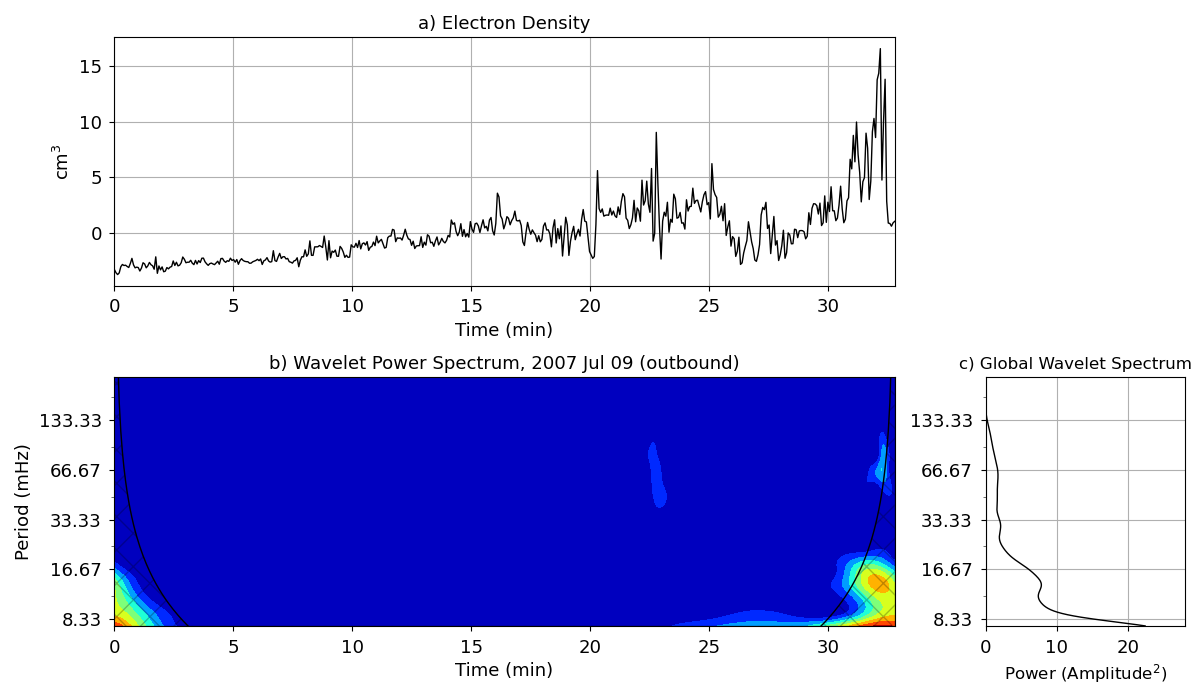 a) Electron Density
15
10
5
0
cm³
0 5 10 15 20 25 30
Time (min)
b) Wavelet Power Spectrum, 2007 Jul 09 (outbound)
133.33
66.67
33.33
16.67
8.33
Period (mHz)
0 5 10 15 20 25 30
Time (min)
c) Global Wavelet Spectrum
133.33
66.67
33.33
16.67
8.33
0 10 20
Power (Amplitude²)